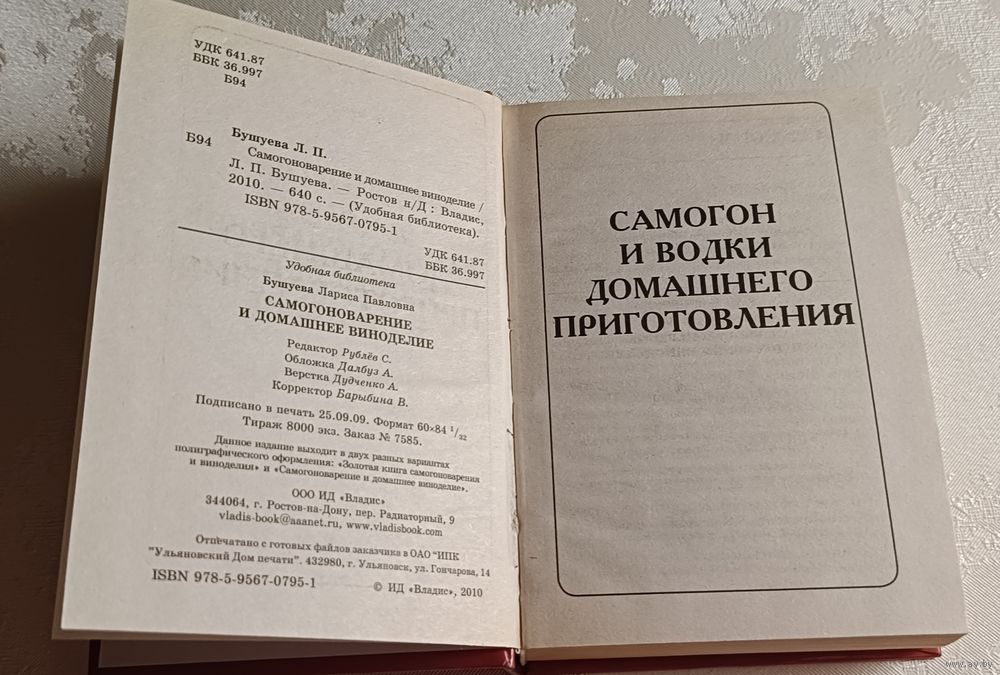 УДК 641.87
ББК 36.997
Б94
Бушуева Л. П.
Б94
Самогоноварение и домашнее виноделие /
Л. П. Бушуева. — Ростов н/Д : Владис,
2010. — 640 с. — (Удобная библиотека).
ISBN 978-5-9567-0795-1
УДК 641.87
ББК 36.997
Удобная библиотека
Бушуева Лариса Павловна
САМОГОНОВАРЕНИЕ
И ДОМАШНЕЕ ВИНОДЕЛИЕ
Редактор Рублёв С.
Обложка Далбуз А.
Верстка Дудченко А.
Корректор Барыбина В.
Подписано в печать 25.09.09. Формат 60×84 1/32
Тираж 8000 экз. Заказ № 7585.
Данное издание выходит в двух разных вариантах
полиграфического оформления: «Золотая книга самогоноварения
и виноделия» и «Самогоноварение и домашнее виноделие».
ООО ИД «Владис»
344064, г. Ростов-на-Дону, пер. Радиаторный, 9
vladis-book@aaanet.ru, www.vladisbook.com
Отпечатано с готовых файлов заказчика в ОАО "ИПК
"Ульяновский Дом печати". 432980, г. Ульяновск, ул. Гончарова, 14
ISBN 978-5-9567-0795-1
© ИД «Владис», 2010
САМОГОН
И ВОДКИ
ДОМАШНЕГО
ПРИГОТОВЛЕНИЯ
www.av.by